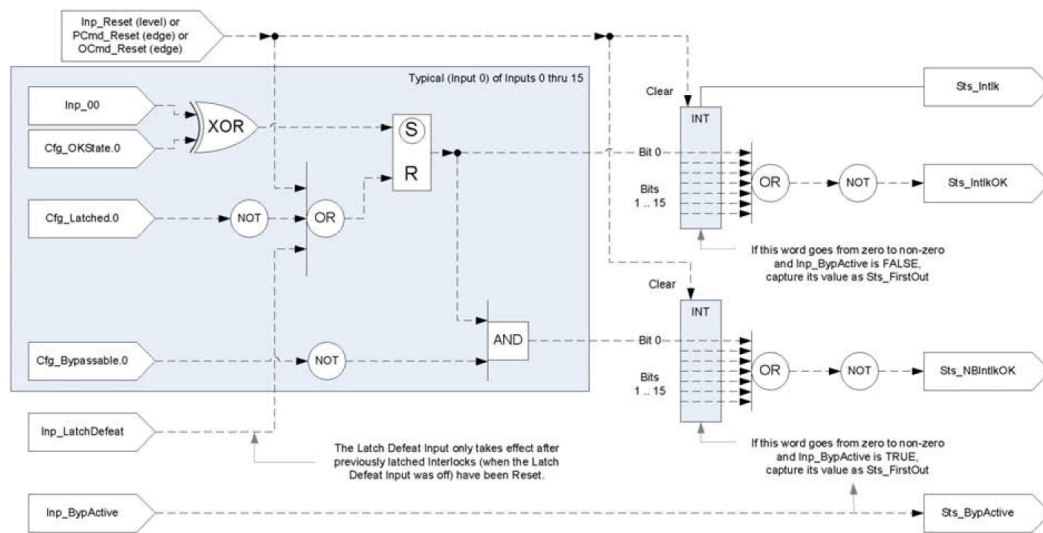 Inp_Reset (level) or
PCmd_Reset (edge) or
OCmd_Reset (edge)
Typical (Input 0) of Inputs 0 thru 15
Inp_00
Cfg_OKState.0
XOR
S
R
Cfg_Latched.0
NOT
OR
Cfg_Bypassable.0
NOT
AND
Clear
INT
Bit 0
Bits
1 .. 15
OR
NOT
Sts_Intlk
Sts_IntlkOK
If this word goes from zero to non-zero
and Inp_BypActive is FALSE,
capture its value as Sts_FirstOut
Clear
INT
Bit 0
Bits
1 .. 15
OR
NOT
Sts_NBIntlkOK
If this word goes from zero to non-zero
and Inp_BypActive is TRUE,
capture its value as Sts_FirstOut
Inp_LatchDefeat
The Latch Defeat Input only takes effect after
previously latched Interlocks (when the Latch
Defeat Input was off) have been Reset.
Inp_BypActive
Sts_BypActive